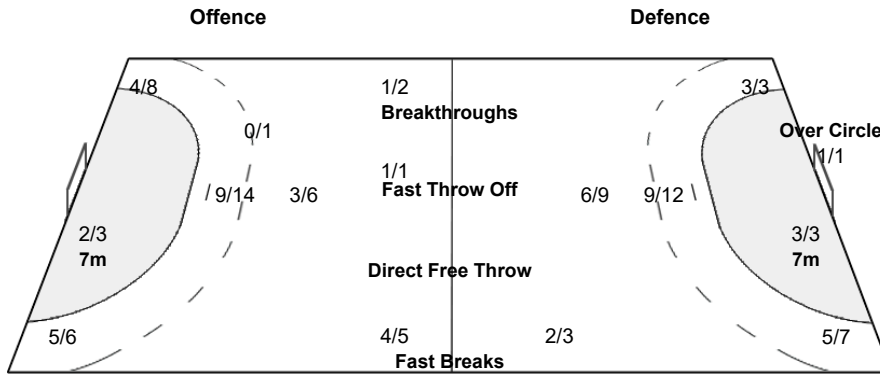 Offence Defence
4/8 1/2 3/3
Breakthroughs
0/1 Over Circle
1/1 1/1
9/14 3/6 Fast Throw Off 6/9 9/12
2/3 3/3
7m 7m
Direct Free Throw
5/6 4/5 2/3 5/7
Fast Breaks